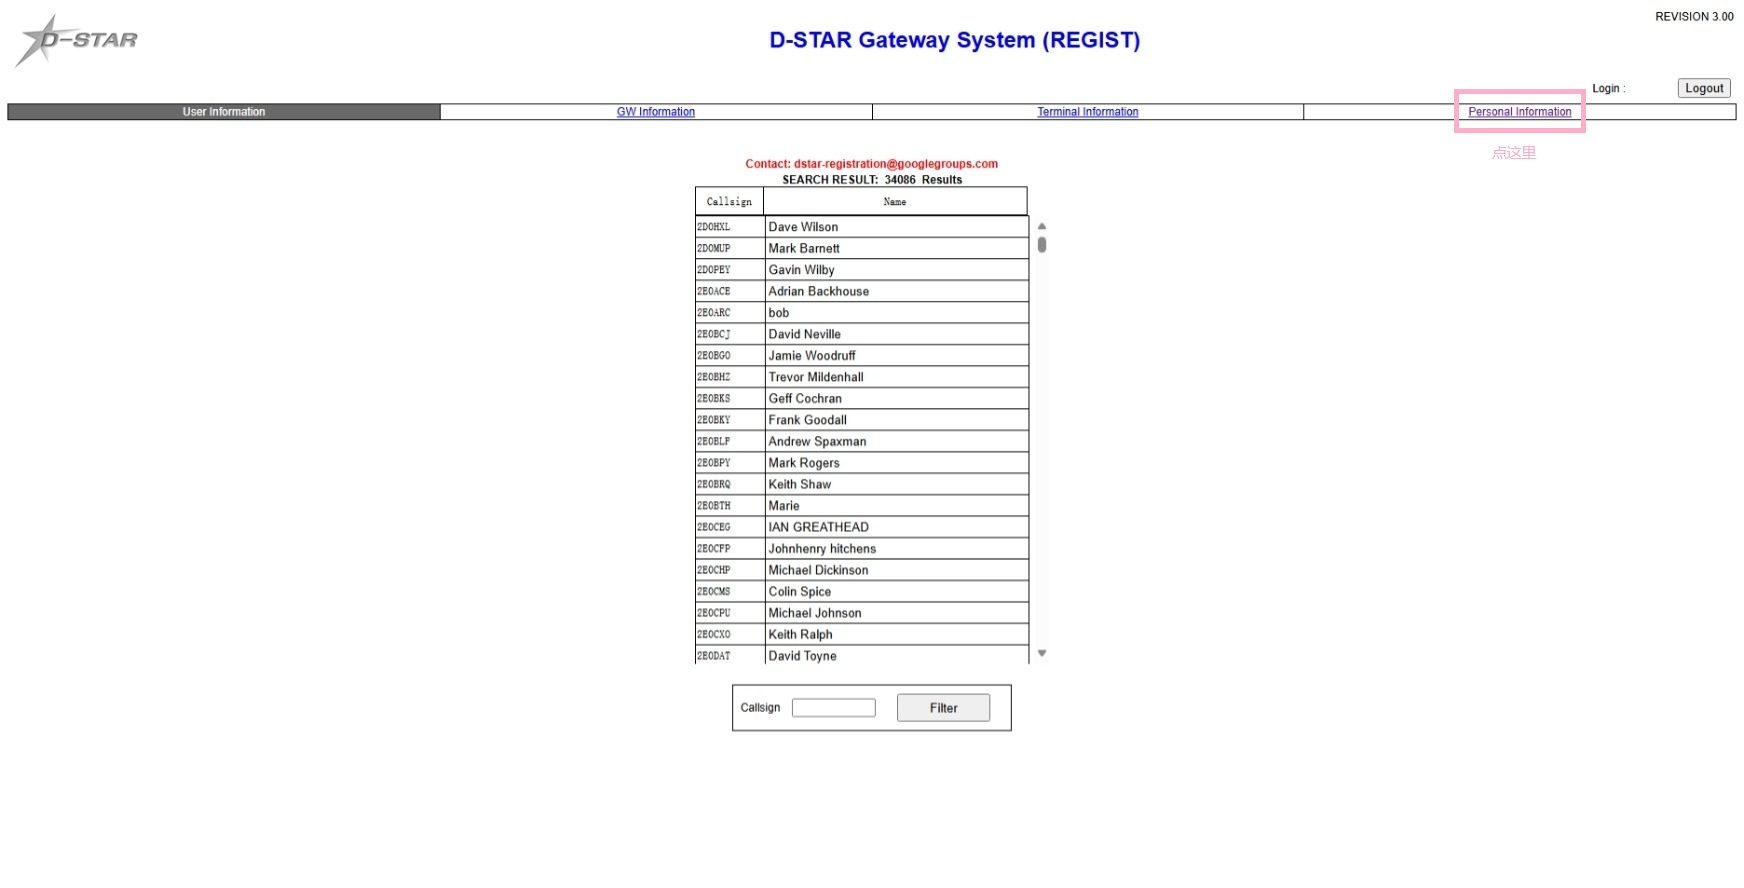 REVISION 3.00
D-STAR
D-STAR Gateway System (REGIST)
Login : Logout
User Information GW Information Terminal Information Personal Information
点这里
Contact: dstar-registration@googlegroups.com
SEARCH RESULT: 34086 Results
Callsign Name
2D0HXL Dave Wilson
2D0MUP Mark Barnett
2D0PEY Gavin Wilby
2E0ACE Adrian Backhouse
2E0ARC bob
2E0BCJ David Neville
2E0BGO Jamie Woodruff
2E0BHZ Trevor Mildenhall
2E0BKS Geff Cochran
2E0BKY Frank Goodall
2E0BLF Andrew Spaxman
2E0BPY Mark Rogers
2E0BRQ Keith Shaw
2E0BTH Marie
2E0CEG IAN GREATHEAD
2E0CFP Johnhenry hitchens
2E0CHP Michael Dickinson
2E0CMS Colin Spice
2E0CPU Michael Johnson
2E0CXO Keith Ralph
2E0DAT David Toyne
Callsign Filter